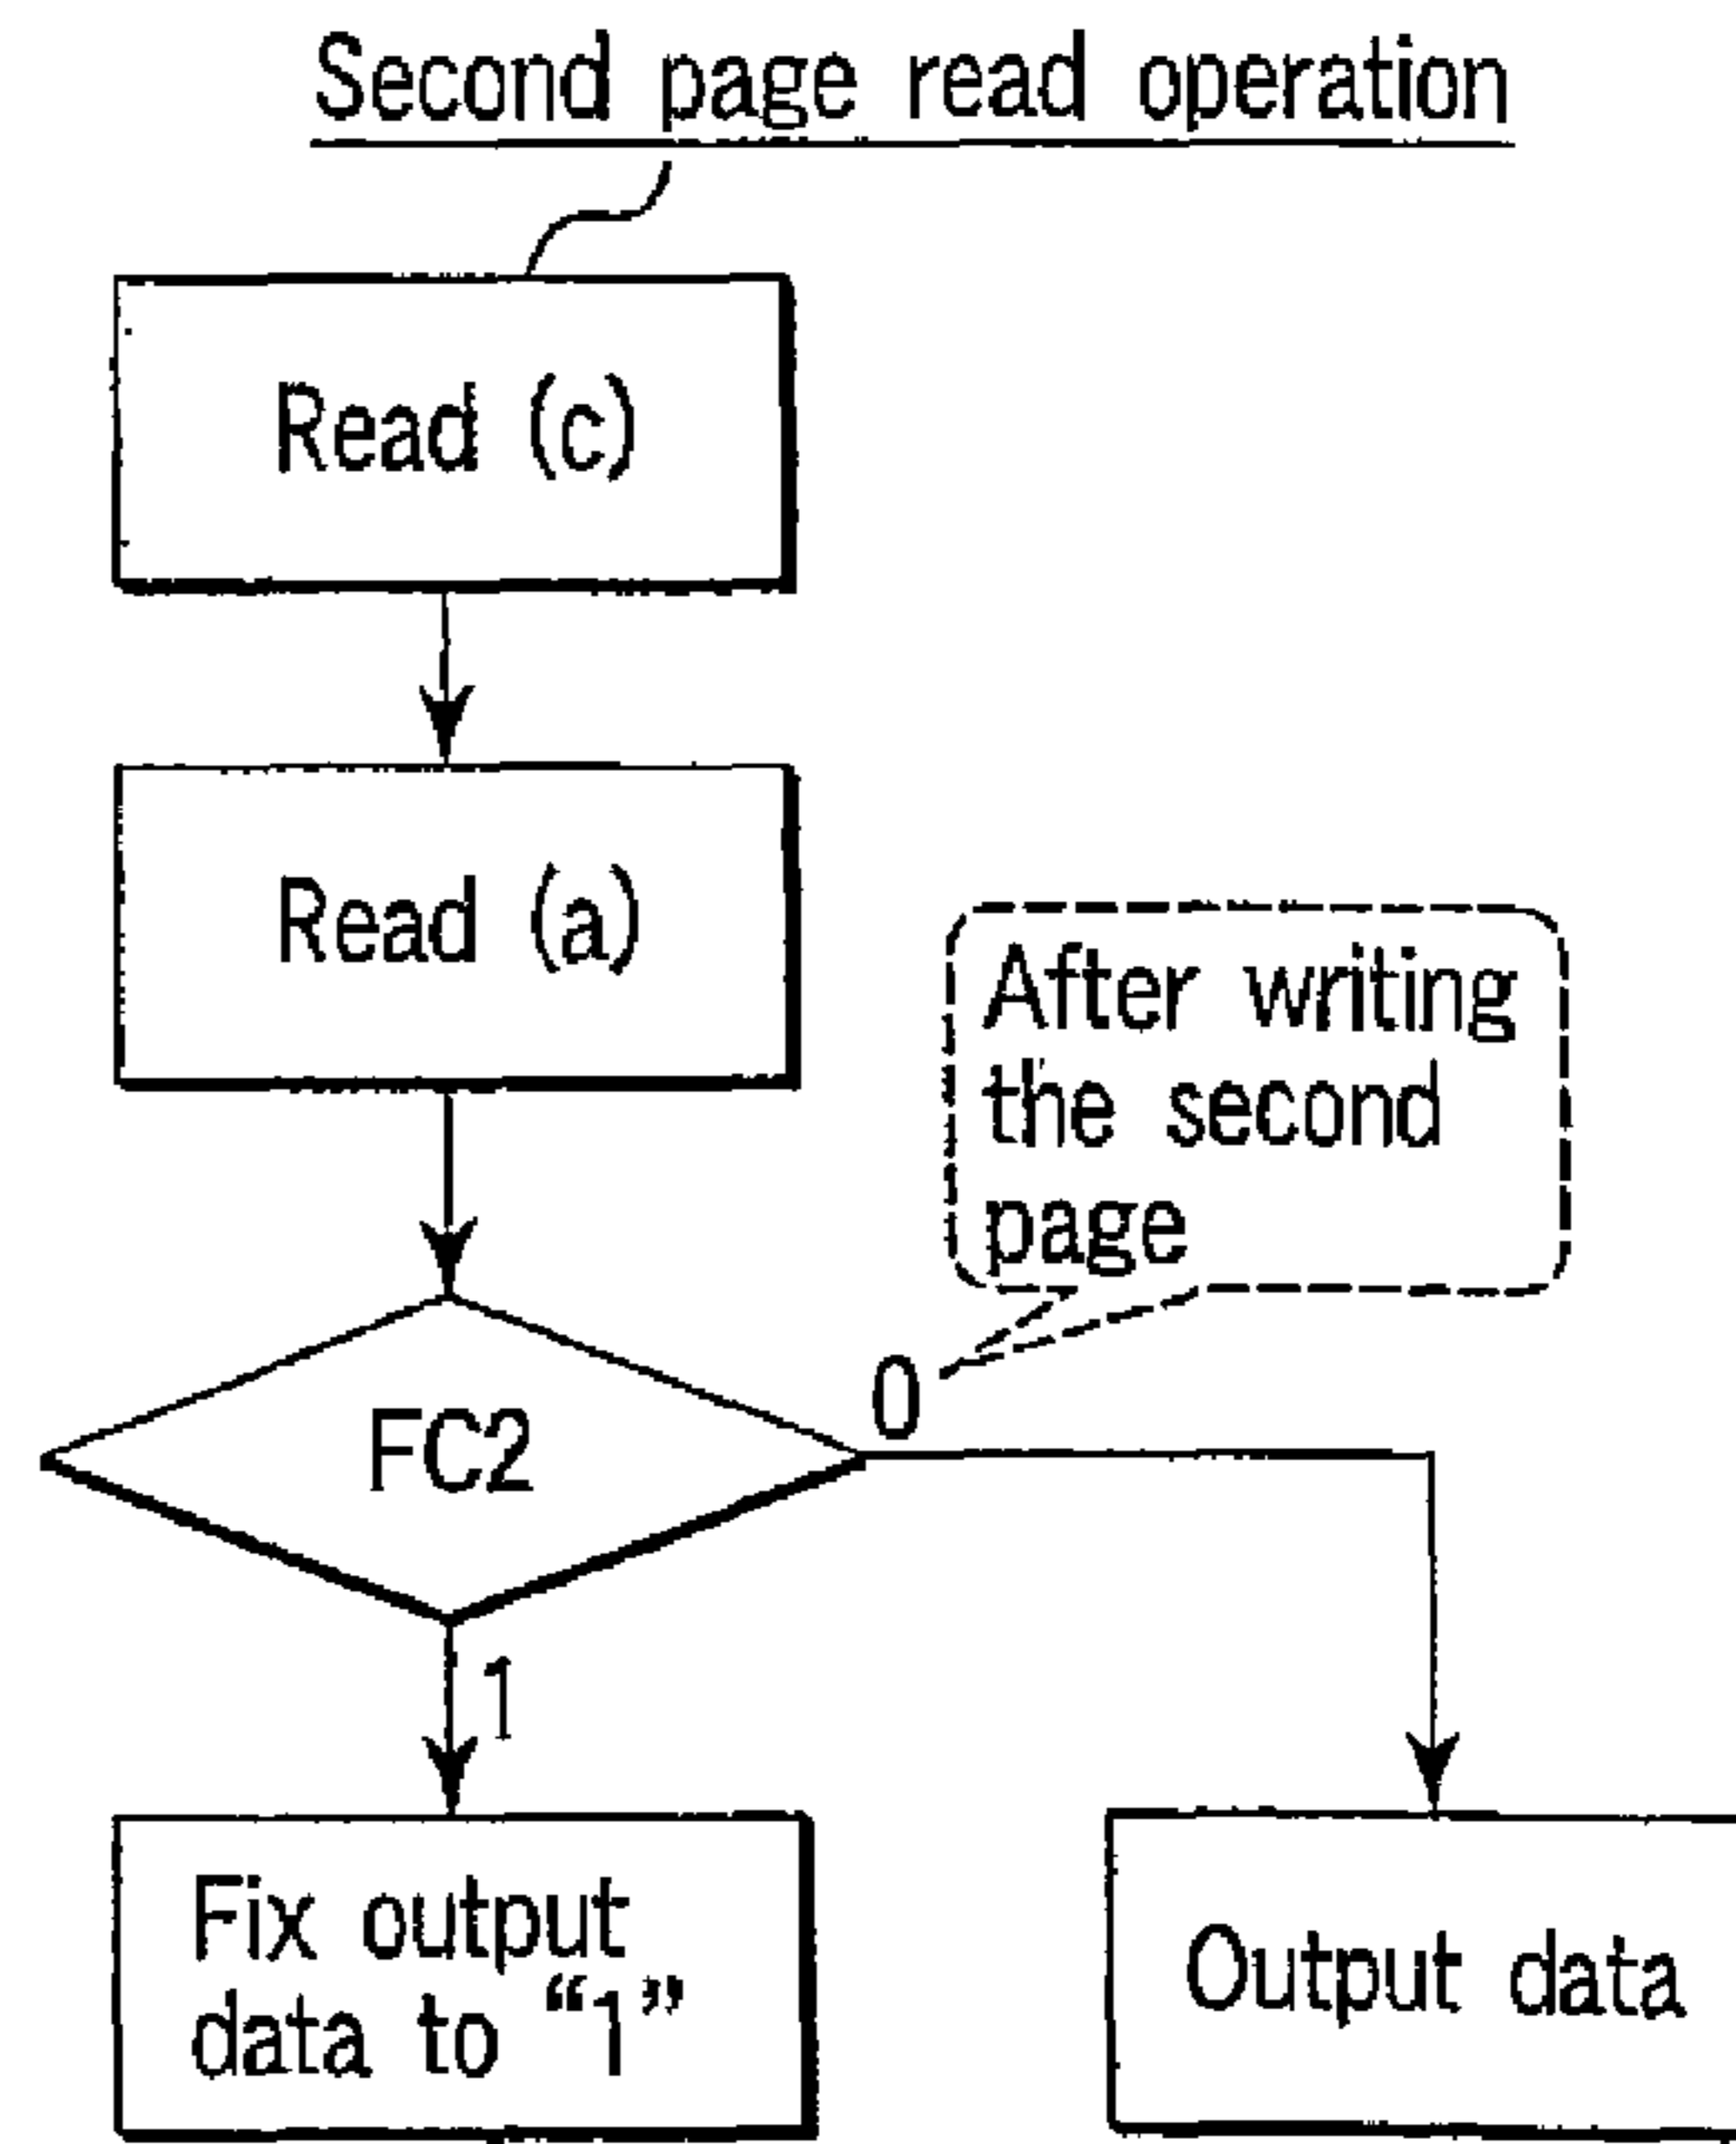 Second page read operation
Read (c)
Read (a)
After writing
the second
page
0
FC2
1
Fix output
data to “1”
Output data